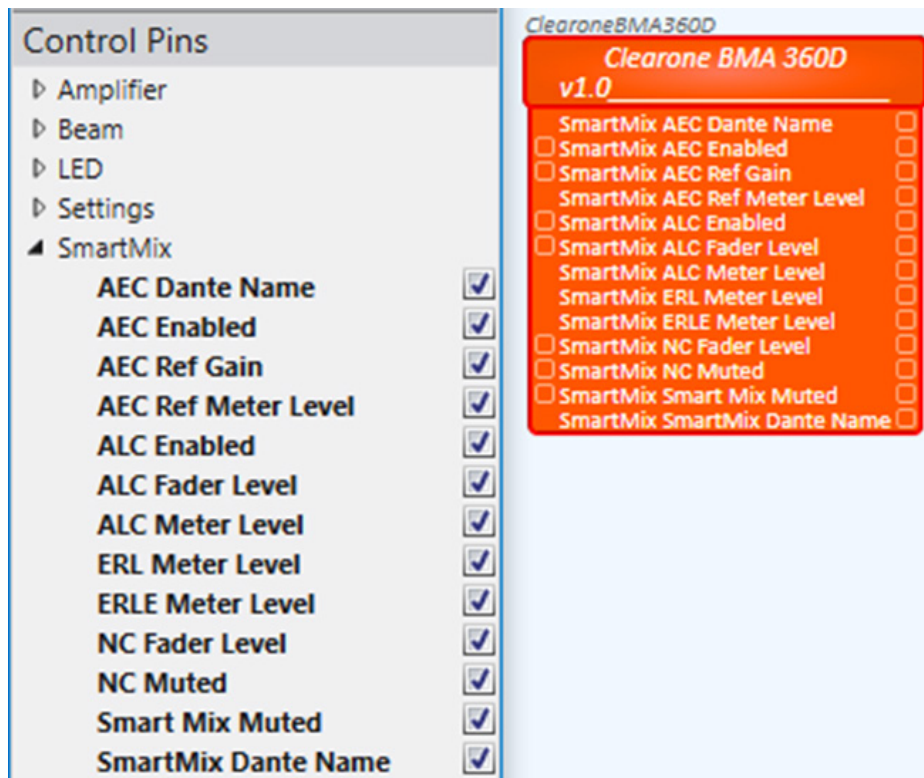 Control Pins
Amplifier
Beam
LED
Settings
SmartMix
AEC Dante Name
AEC Enabled
AEC Ref Gain
AEC Ref Meter Level
ALC Enabled
ALC Fader Level
ALC Meter Level
ERL Meter Level
ERLE Meter Level
NC Fader Level
NC Muted
Smart Mix Muted
SmartMix Dante Name
ClearoneBMA360D
Clearone BMA 360D
v1.0
SmartMix AEC Dante Name
SmartMix AEC Enabled
SmartMix AEC Ref Gain
SmartMix AEC Ref Meter Level
SmartMix ALC Enabled
SmartMix ALC Fader Level
SmartMix ALC Meter Level
SmartMix ERL Meter Level
SmartMix ERLE Meter Level
SmartMix NC Fader Level
SmartMix NC Muted
SmartMix Smart Mix Muted
SmartMix SmartMix Dante Name